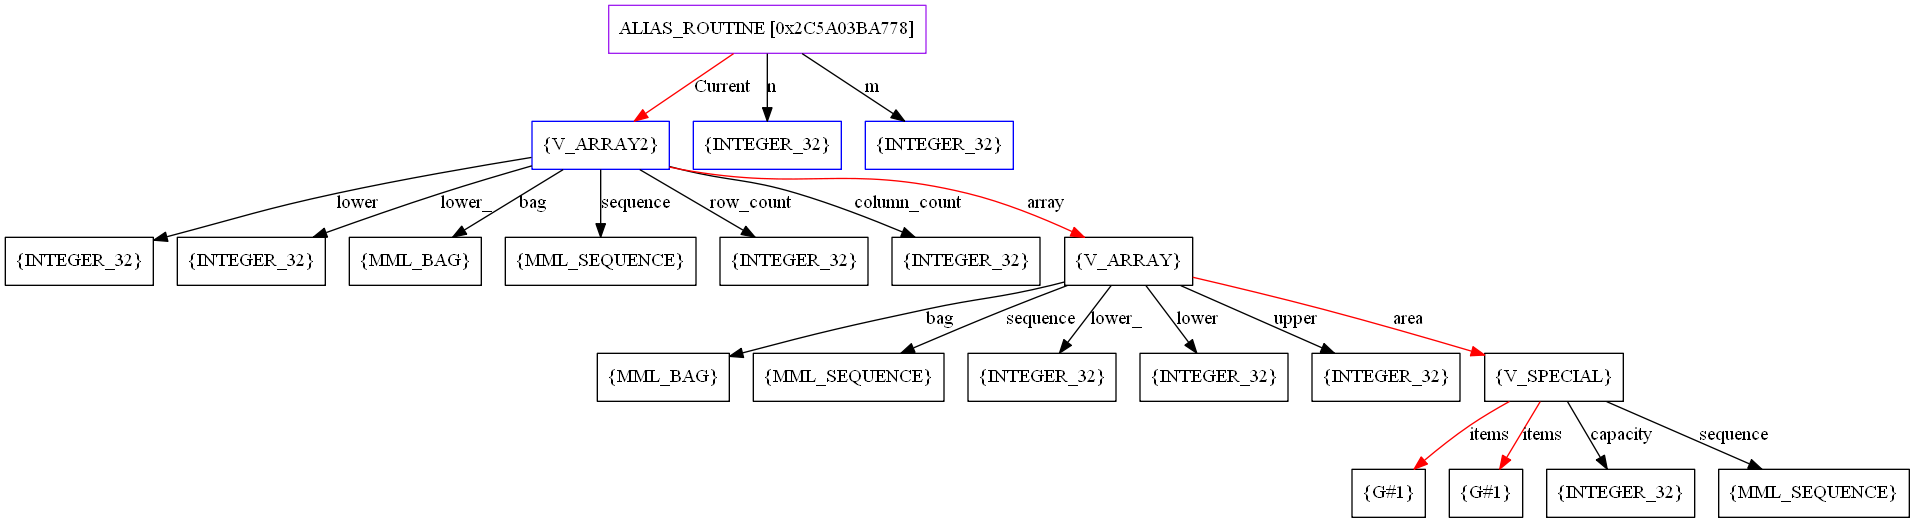 ALIAS_ROUTINE [0x2C5A03BA778]
Current
n
m
{V_ARRAY2}
{INTEGER_32}
{INTEGER_32}
lower
lower_
bag
sequence
row_count
column_count
array
{INTEGER_32}
{INTEGER_32}
{MML_BAG}
{MML_SEQUENCE}
{INTEGER_32}
{INTEGER_32}
{V_ARRAY}
bag
sequence
lower_
lower
upper
area
{MML_BAG}
{MML_SEQUENCE}
{INTEGER_32}
{INTEGER_32}
{INTEGER_32}
{V_SPECIAL}
items
items
capacity
sequence
{G#1}
{G#1}
{INTEGER_32}
{MML_SEQUENCE}